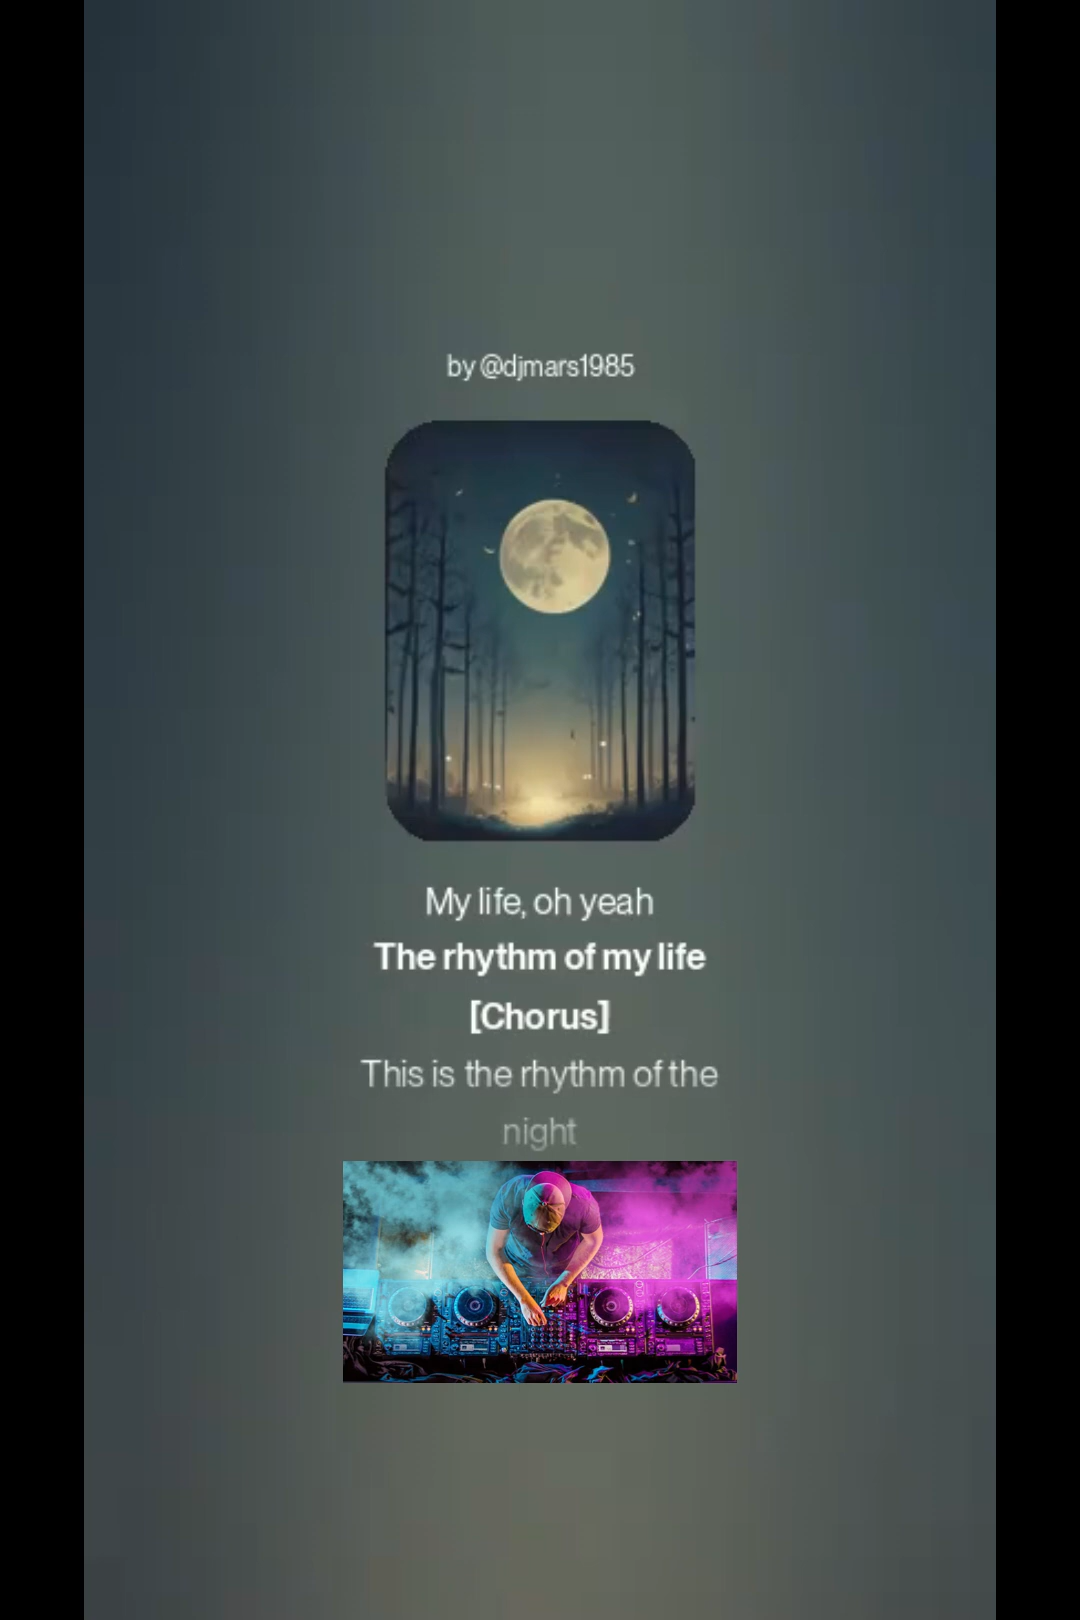 by @djmars1985
My life, oh yeah
The rhythm of my life
[Chorus]
This is the rhythm of the
night